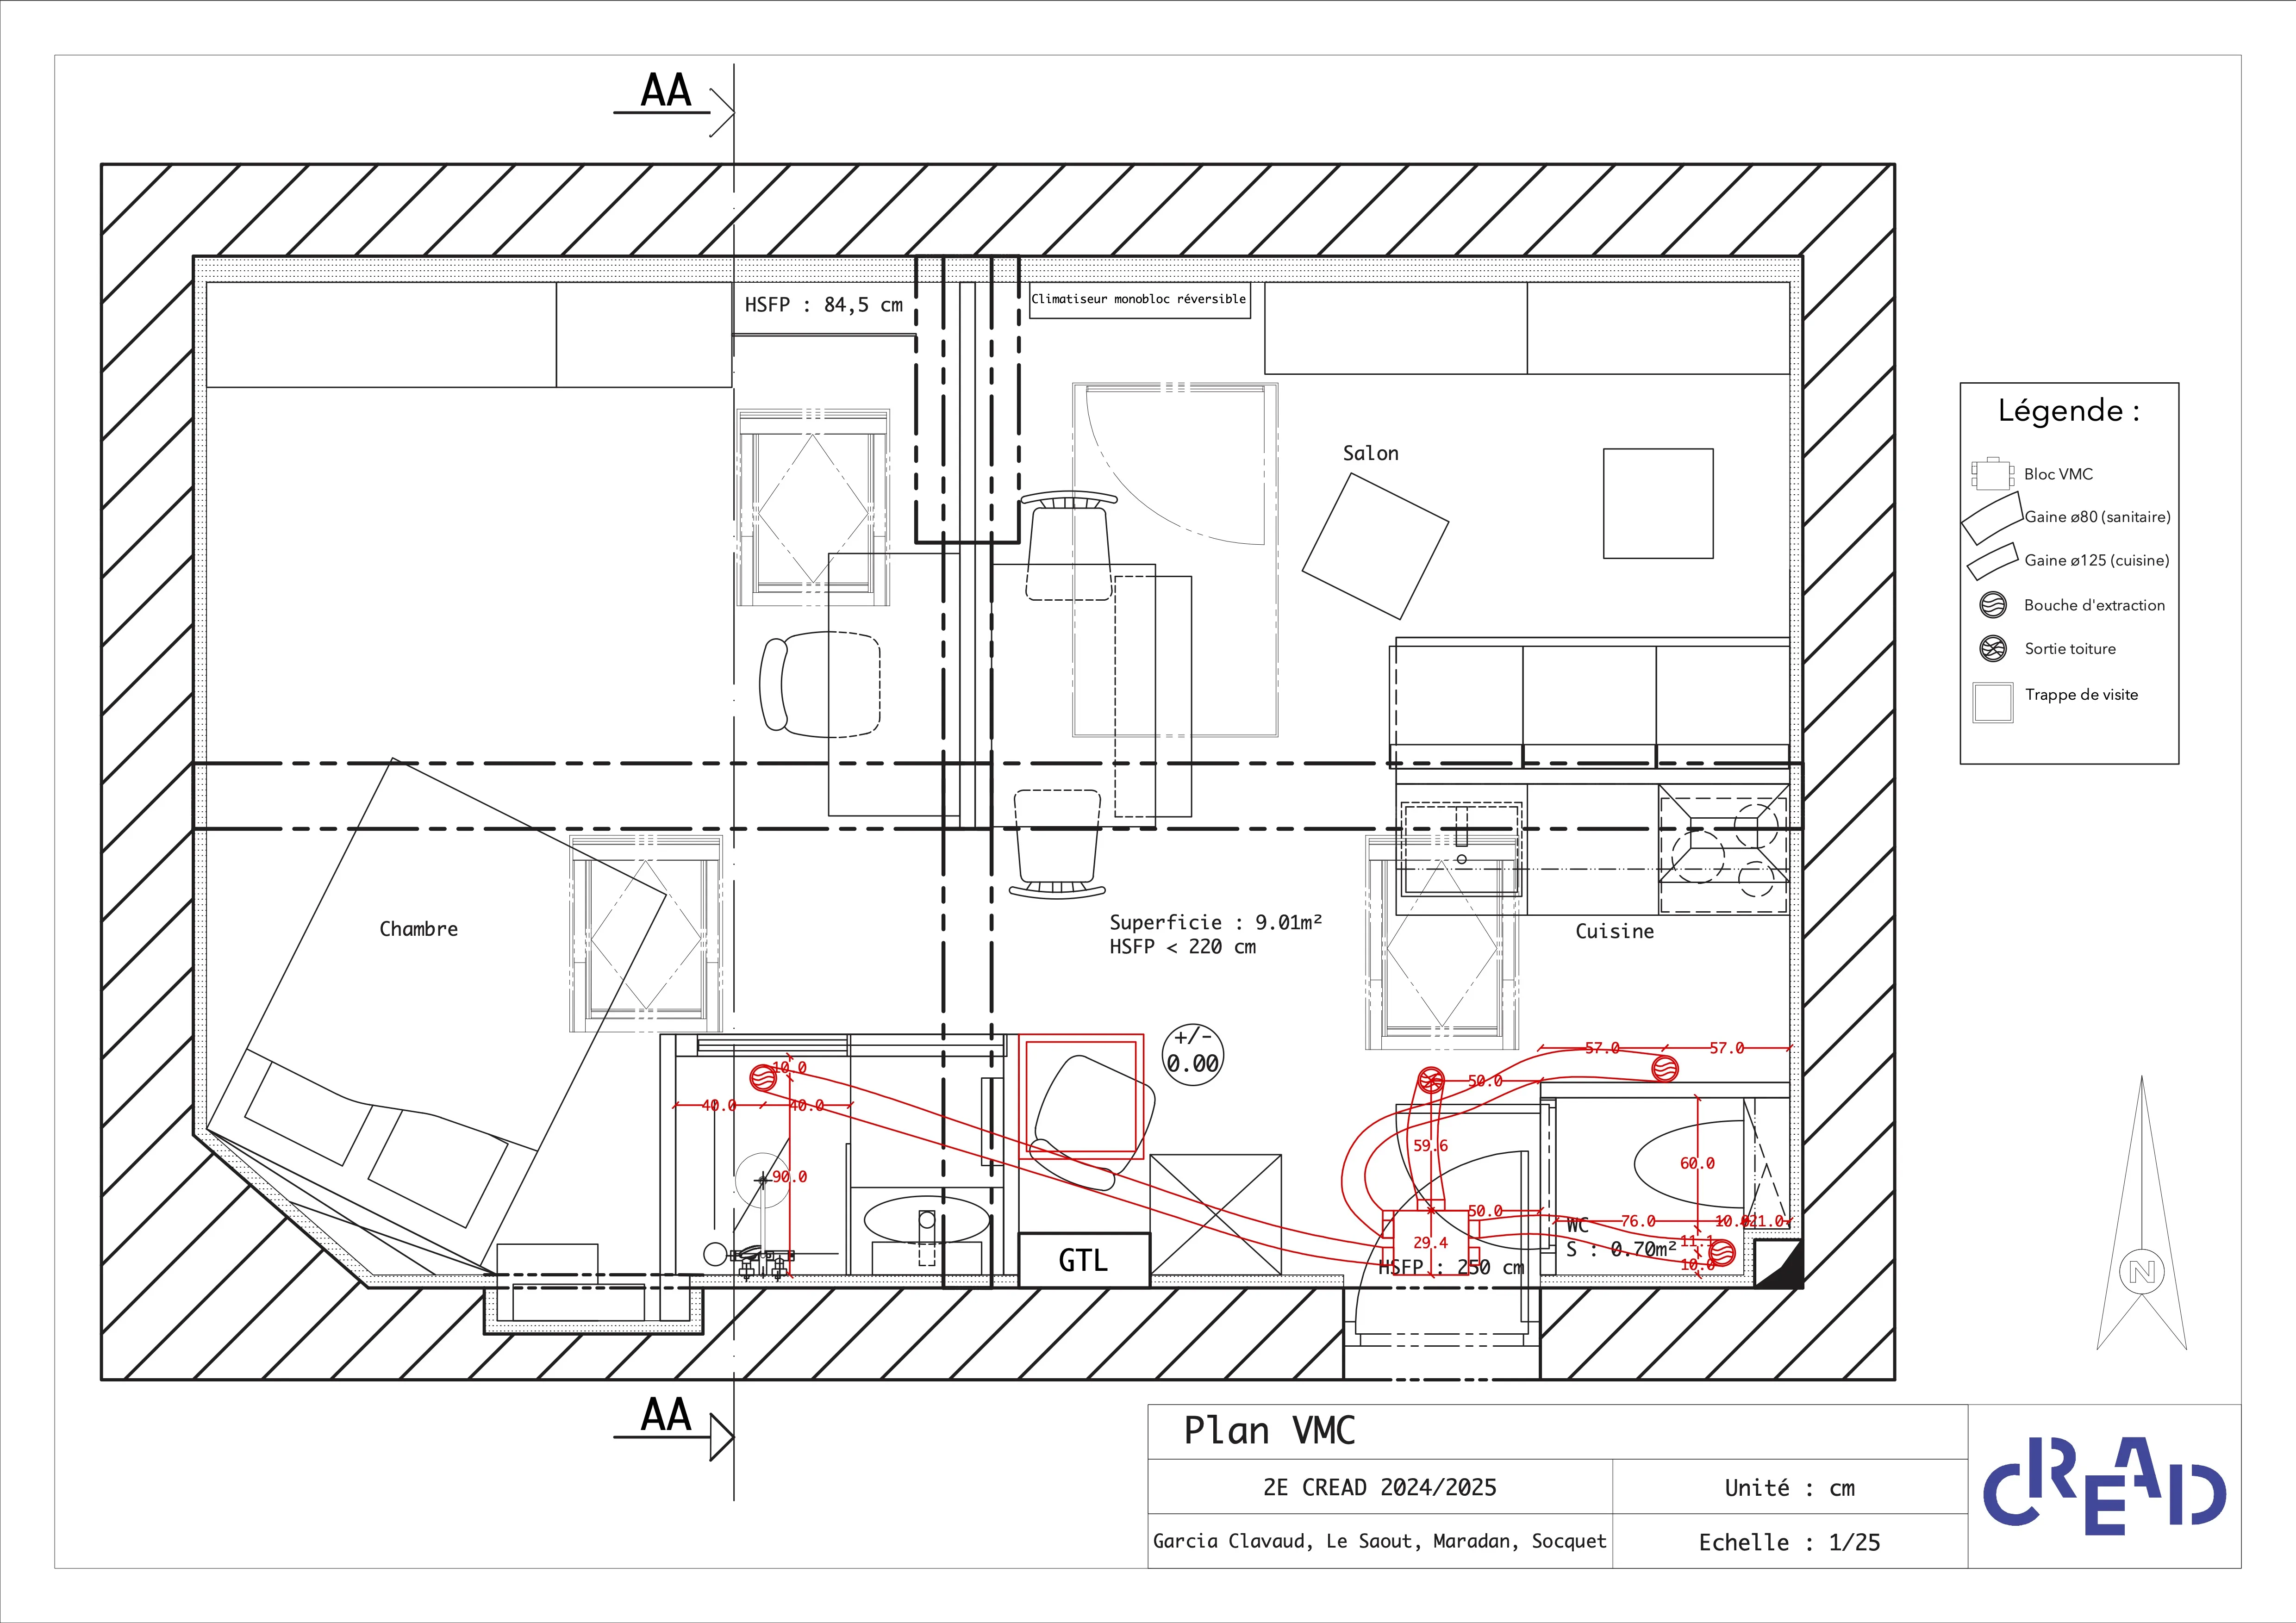 AA
HSFP : 84,5 cm
Climatiseur monobloc réversible
Salon
Légende :
Bloc VMC
Gaine ø80 (sanitaire)
Gaine ø125 (cuisine)
Bouche d'extraction
Sortie toiture
Trappe de visite
Chambre
Superficie : 9.01m²
HSFP < 220 cm
Cuisine
+/-
0.00
10.0
40.0
40.0
90.0
57.0
57.0
50.0
59.6
60.0
50.0
76.0
10.0
21.0
WC
S : 0.70m²
11.1
10.0
29.4
HSFP : 250 cm
GTL
N
AA
Plan VMC
2E CREAD 2024/2025
Unité : cm
Garcia Clavaud, Le Saout, Maradan, Socquet
Echelle : 1/25
CREAD